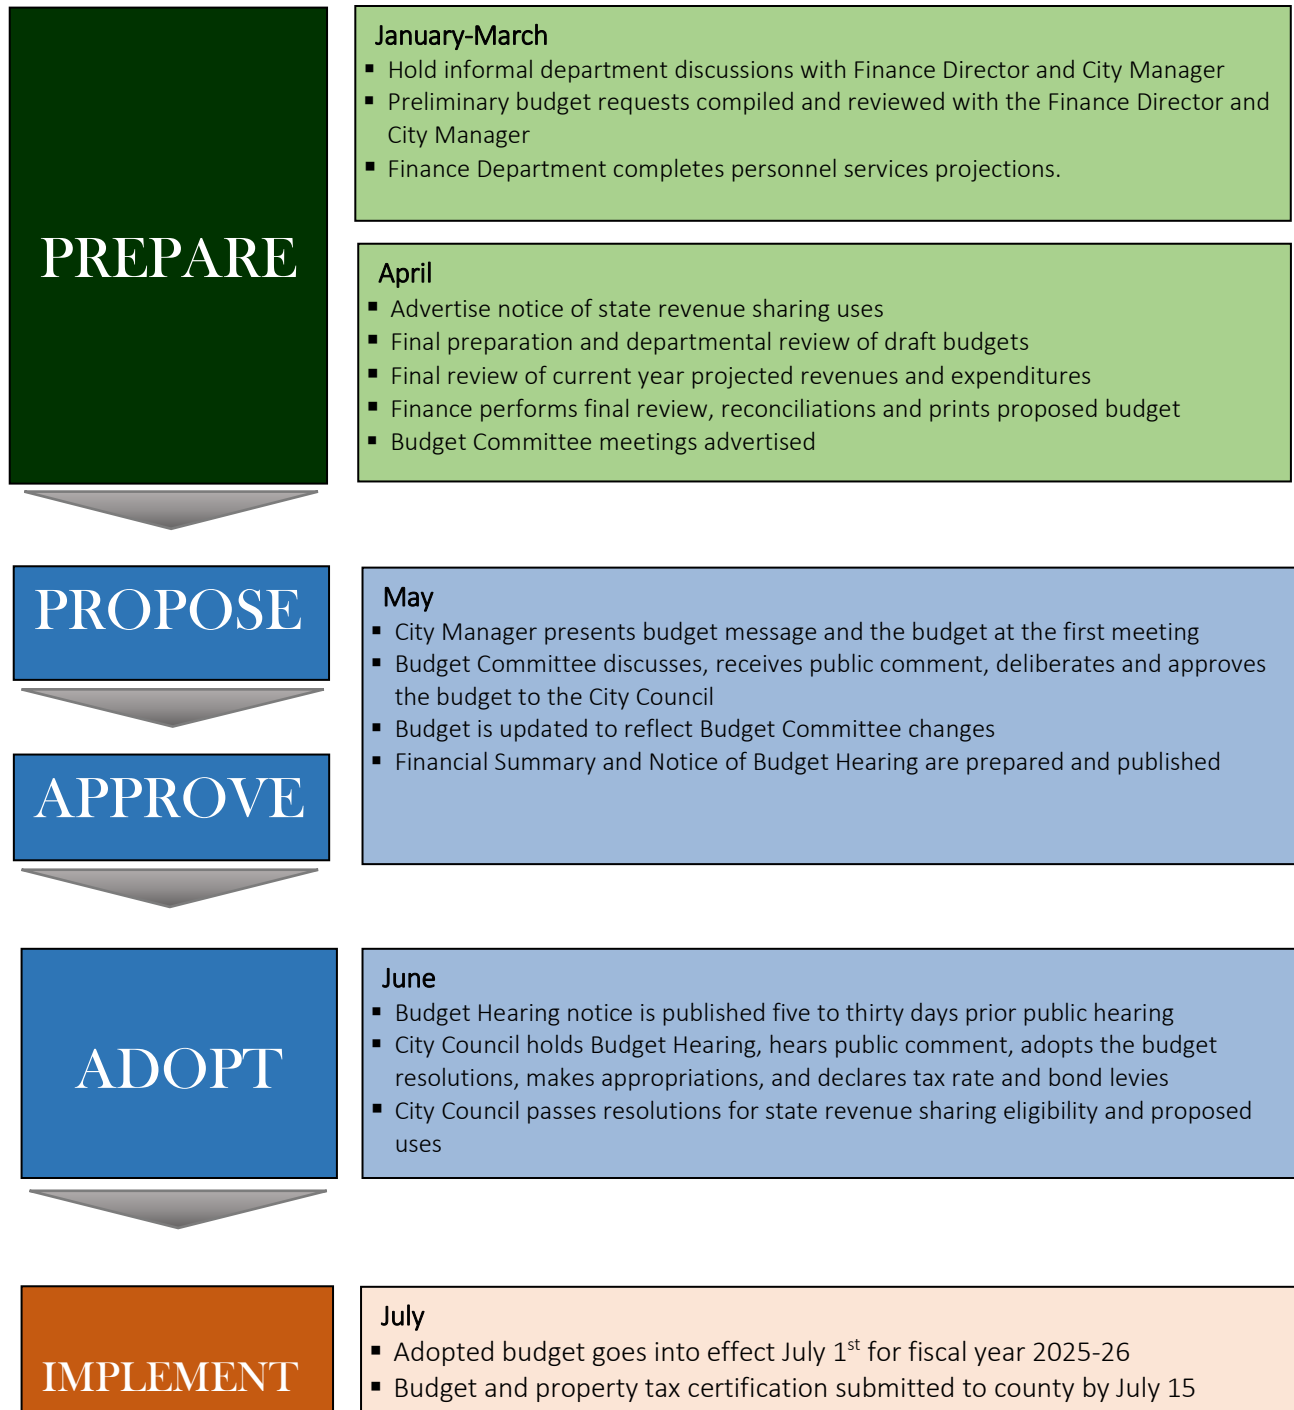 PREPARE
January-March
▪ Hold informal department discussions with Finance Director and City Manager
▪ Preliminary budget requests compiled and reviewed with the Finance Director and
City Manager
▪ Finance Department completes personnel services projections.
April
▪ Advertise notice of state revenue sharing uses
▪ Final preparation and departmental review of draft budgets
▪ Final review of current year projected revenues and expenditures
▪ Finance performs final review, reconciliations and prints proposed budget
▪ Budget Committee meetings advertised
PROPOSE
APPROVE
May
▪ City Manager presents budget message and the budget at the first meeting
▪ Budget Committee discusses, receives public comment, deliberates and approves
the budget to the City Council
▪ Budget is updated to reflect Budget Committee changes
▪ Financial Summary and Notice of Budget Hearing are prepared and published
ADOPT
June
▪ Budget Hearing notice is published five to thirty days prior public hearing
▪ City Council holds Budget Hearing, hears public comment, adopts the budget
resolutions, makes appropriations, and declares tax rate and bond levies
▪ City Council passes resolutions for state revenue sharing eligibility and proposed
uses
IMPLEMENT
July
▪ Adopted budget goes into effect July 1st for fiscal year 2025-26
▪ Budget and property tax certification submitted to county by July 15